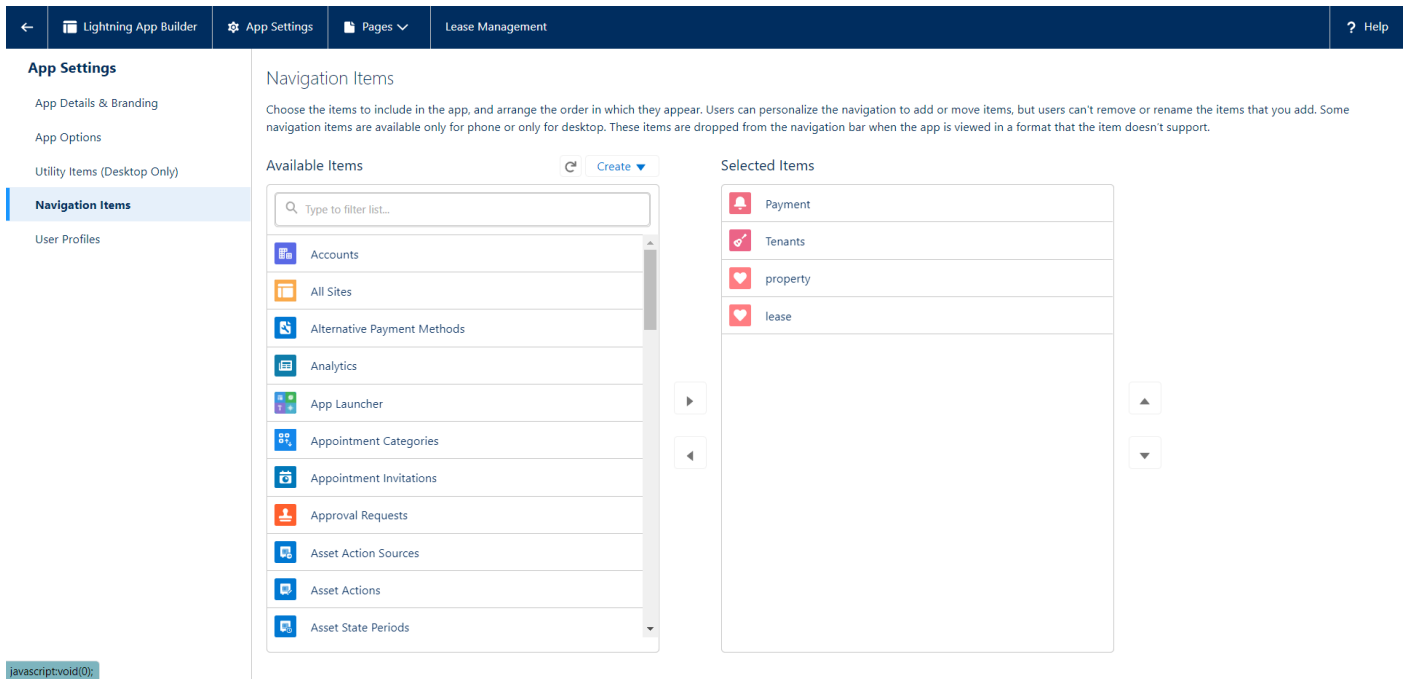 Lightning App Builder
App Settings
Pages
Lease Management
? Help
App Settings
App Details & Branding
App Options
Utility Items (Desktop Only)
Navigation Items
User Profiles
Navigation Items
Choose the items to include in the app, and arrange the order in which they appear. Users can personalize the navigation to add or move items, but users can't remove or rename the items that you add. Some
navigation items are available only for phone or only for desktop. These items are dropped from the navigation bar when the app is viewed in a format that the item doesn't support.
Available Items
Create
Type to filter list...
Accounts
All Sites
Alternative Payment Methods
Analytics
App Launcher
Appointment Categories
Appointment Invitations
Approval Requests
Asset Action Sources
Asset Actions
Asset State Periods
Selected Items
Payment
Tenants
property
lease
javascript:void(0);